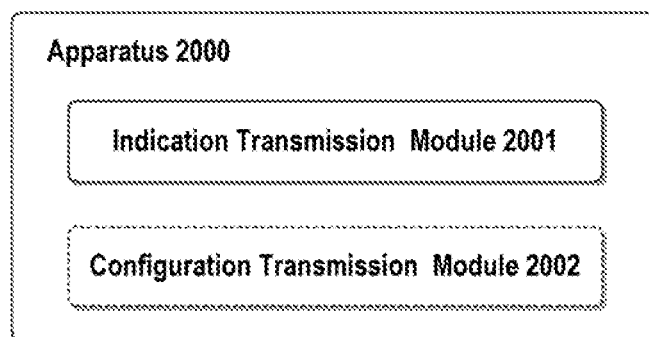 Apparatus 2000
Indication Transmission Module 2001
Configuration Transmission Module 2002